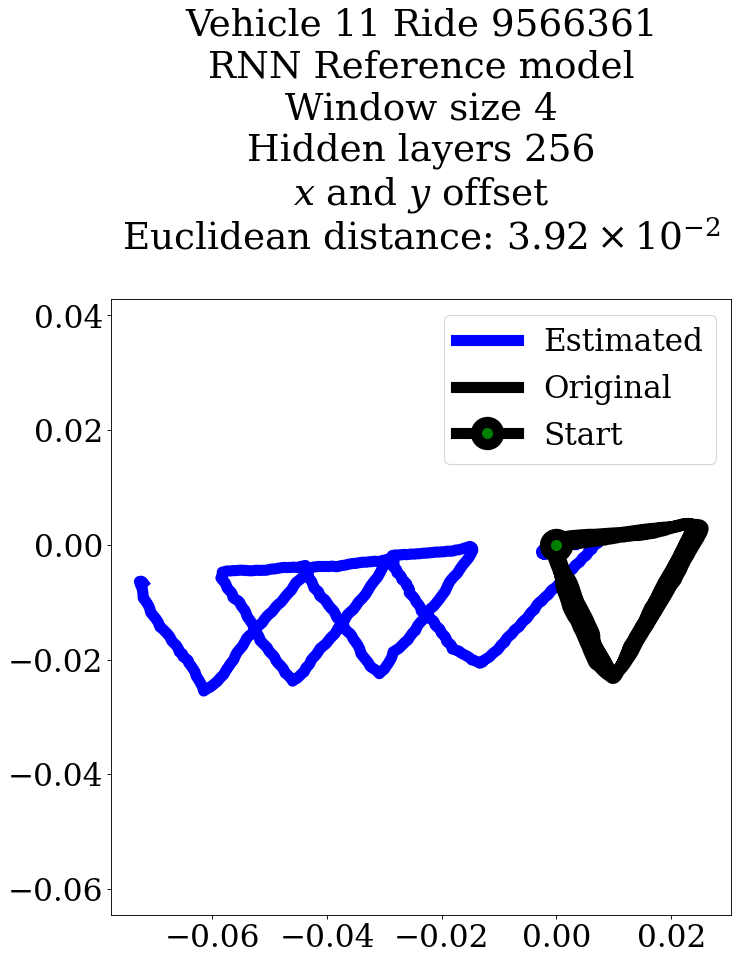 Vehicle 11 Ride 9566361
RNN Reference model
Window size 4
Hidden layers 256
x and y offset
Euclidean distance: 3.92 × 10⁻²
Estimated
Original
Start
0.04
0.02
0.00
−0.02
−0.04
−0.06
−0.06 −0.04 −0.02 0.00 0.02